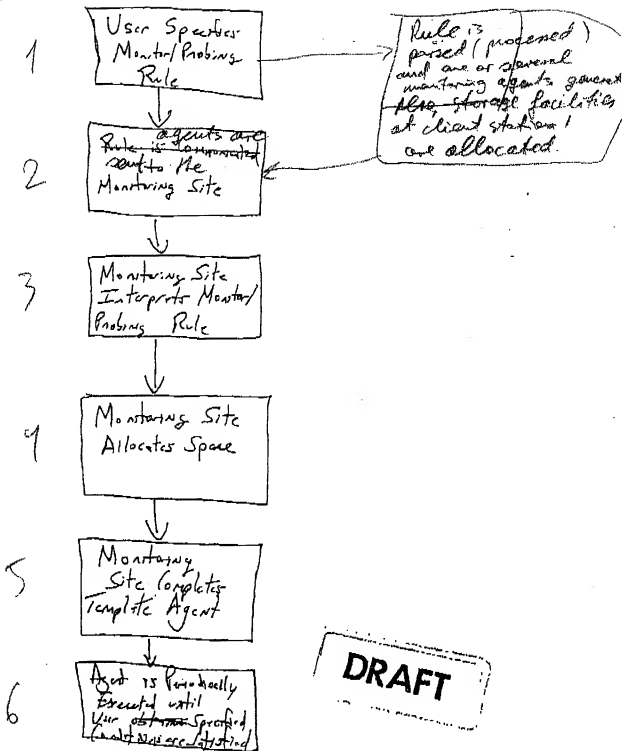 1
User Specifies
Monitor/Probing
Rule
Rule is
parsed (processed)
and one or several
monitoring agents generat
Also, storage facilities
at client station
are allocated.
2
agents are
Rule is communicated
sent to the
Monitoring Site
3
Monitoring Site
Interprets Monitor/
Probing Rule
4
Monitoring Site
Allocates Space
5
Monitoring
Site Completes
Template Agent
6
Agent is Periodically
Executed until
User Specified
are satisfied
DRAFT